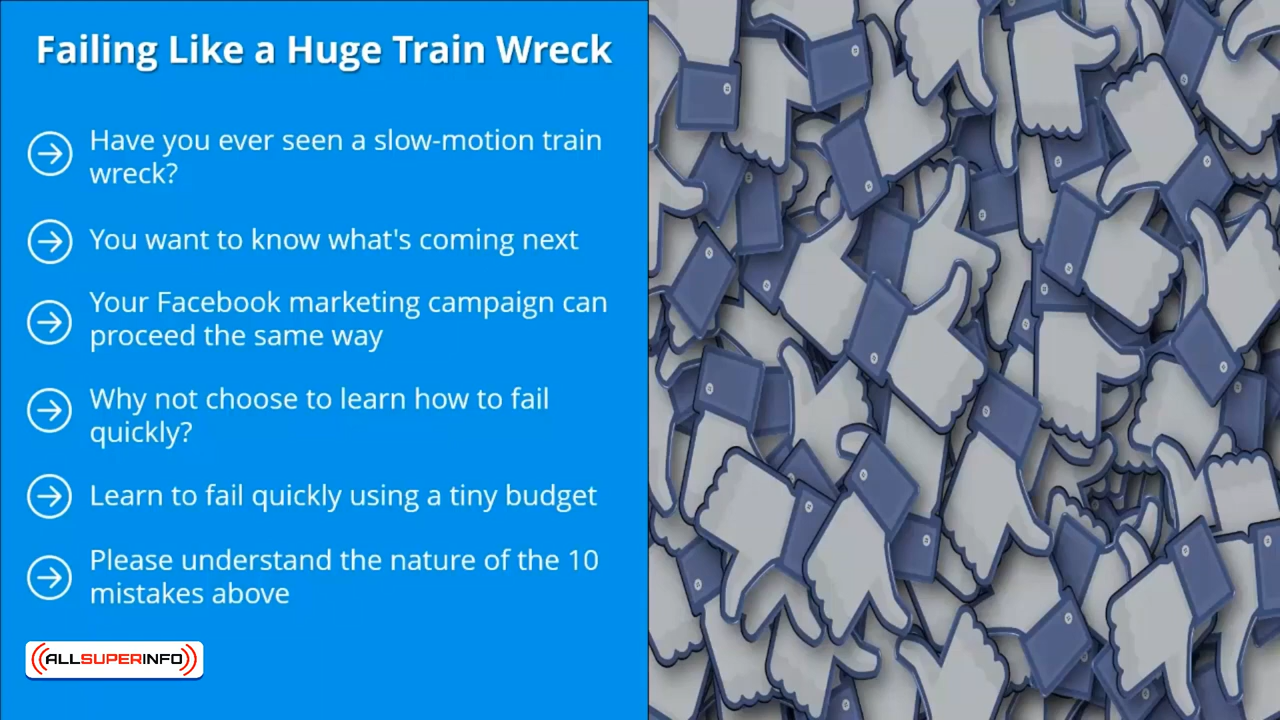 Failing Like a Huge Train Wreck
Have you ever seen a slow-motion train
wreck?
You want to know what's coming next
Your Facebook marketing campaign can
proceed the same way
Why not choose to learn how to fail
quickly?
Learn to fail quickly using a tiny budget
Please understand the nature of the 10
mistakes above
ALLSUPERINFO